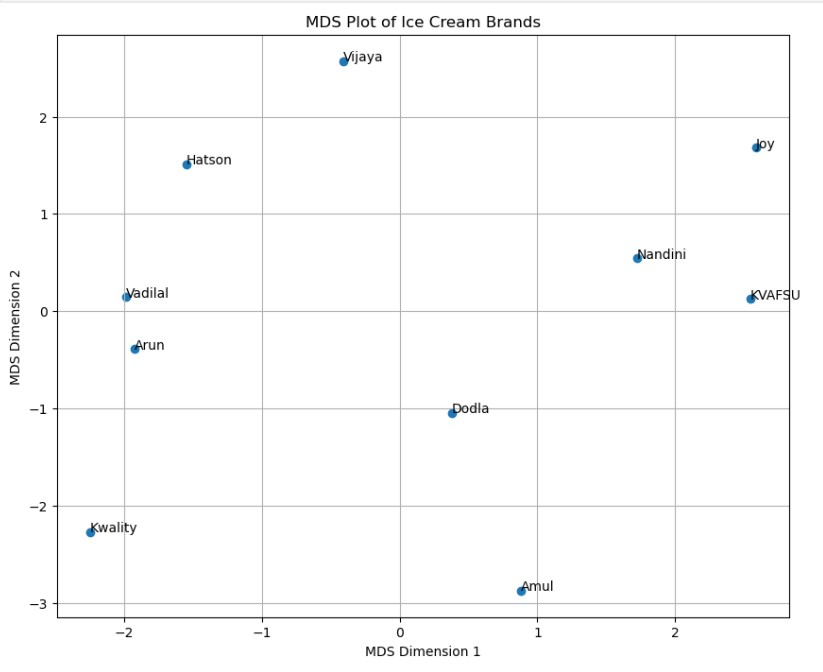 MDS Plot of Ice Cream Brands
Vijaya
2
Joy
Hatson
1
Nandini
Vadilal
KVAFSU
0
Arun
MDS Dimension 2
−1
Dodla
−2
Kwality
Amul
−3
−2
−1
0
1
2
MDS Dimension 1